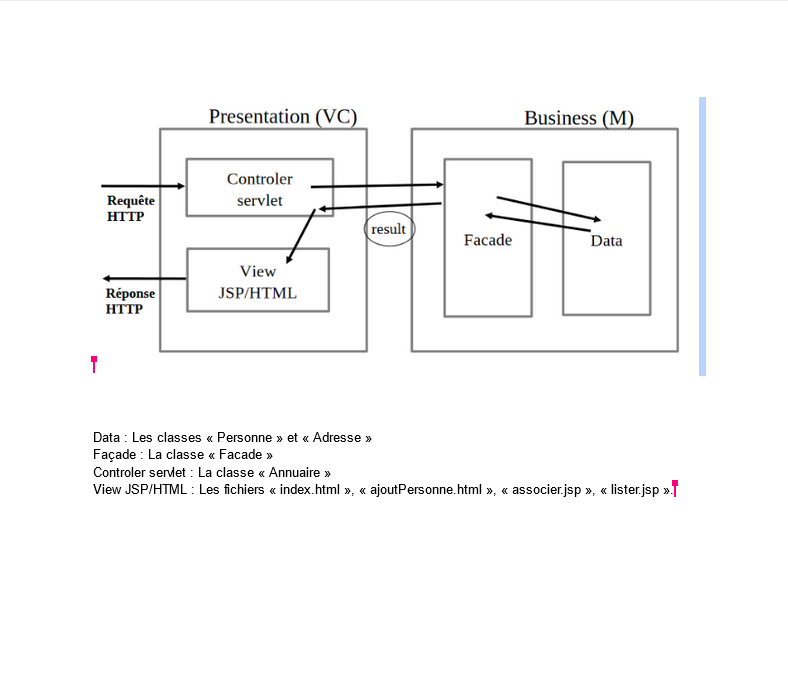 Presentation (VC)
Business (M)
Controler
servlet
Requête
HTTP
result
Facade
Data
View
JSP/HTML
Réponse
HTTP
Data : Les classes « Personne » et « Adresse »
Façade : La classe « Facade »
Controler servlet : La classe « Annuaire »
View JSP/HTML : Les fichiers « index.html », « ajoutPersonne.html », « associer.jsp », « lister.jsp ».